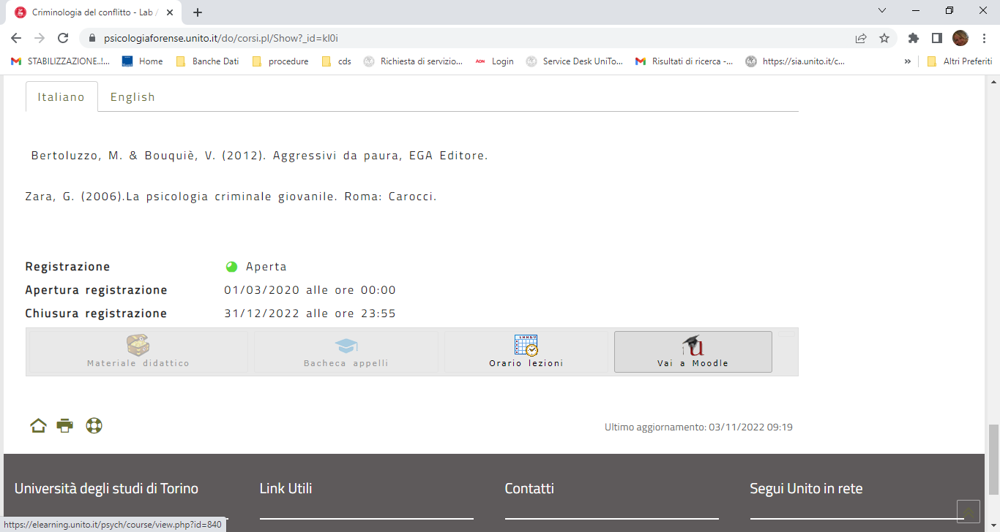 Criminologia del conflitto - Lab
psicologiaforense.unito.it/do/corsi.pl/Show?_id=kl0i
STABILIZZAZIONE..!... Home Banche Dati procedure cds Richiesta di servizio... AON Login Service Desk UniTo... Risultati di ricerca -... https://sia.unito.it/c... » Altri Preferiti
Italiano English
Bertoluzzo, M. & Bouquiè, V. (2012). Aggressivi da paura, EGA Editore.
Zara, G. (2006).La psicologia criminale giovanile. Roma: Carocci.
Registrazione Aperta
Apertura registrazione 01/03/2020 alle ore 00:00
Chiusura registrazione 31/12/2022 alle ore 23:55
Materiale didattico Bacheca appelli Orario lezioni Vai a Moodle
Ultimo aggiornamento: 03/11/2022 09:19
Università degli studi di Torino Link Utili Contatti Segui Unito in rete
https://elearning.unito.it/psych/course/view.php?id=840